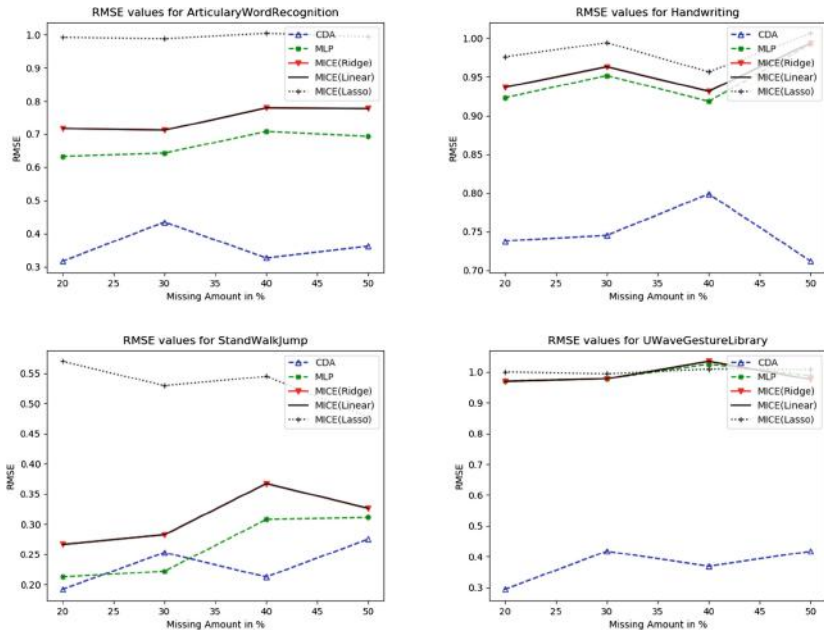 RMSE values for ArticularyWordRecognition
CDA
MLP
MICE(Ridge)
MICE(Linear)
MICE(Lasso)
1.0
0.9
0.8
0.7
0.6
0.5
0.4
0.3
RMSE
20 25 30 35 40 45 50
Missing Amount in %
RMSE values for Handwriting
CDA
MLP
MICE(Ridge)
MICE(Linear)
MICE(Lasso)
1.00
0.95
0.90
0.85
0.80
0.75
0.70
RMSE
20 25 30 35 40 45 50
Missing Amount in %
RMSE values for StandWalkJump
CDA
MLP
MICE(Ridge)
MICE(Linear)
MICE(Lasso)
0.55
0.50
0.45
0.40
0.35
0.30
0.25
0.20
RMSE
20 25 30 35 40 45 50
Missing Amount in %
RMSE values for UWaveGestureLibrary
CDA
MLP
MICE(Ridge)
MICE(Linear)
MICE(Lasso)
1.0
0.9
0.8
0.7
0.6
0.5
0.4
0.3
RMSE
20 25 30 35 40 45 50
Missing Amount in %